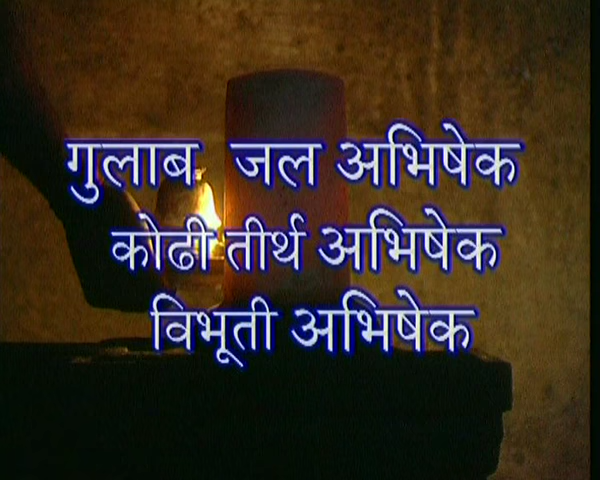 गुलाब जल अभिषेक
कोढी तीर्थ अभिषेक
विभूती अभिषेक